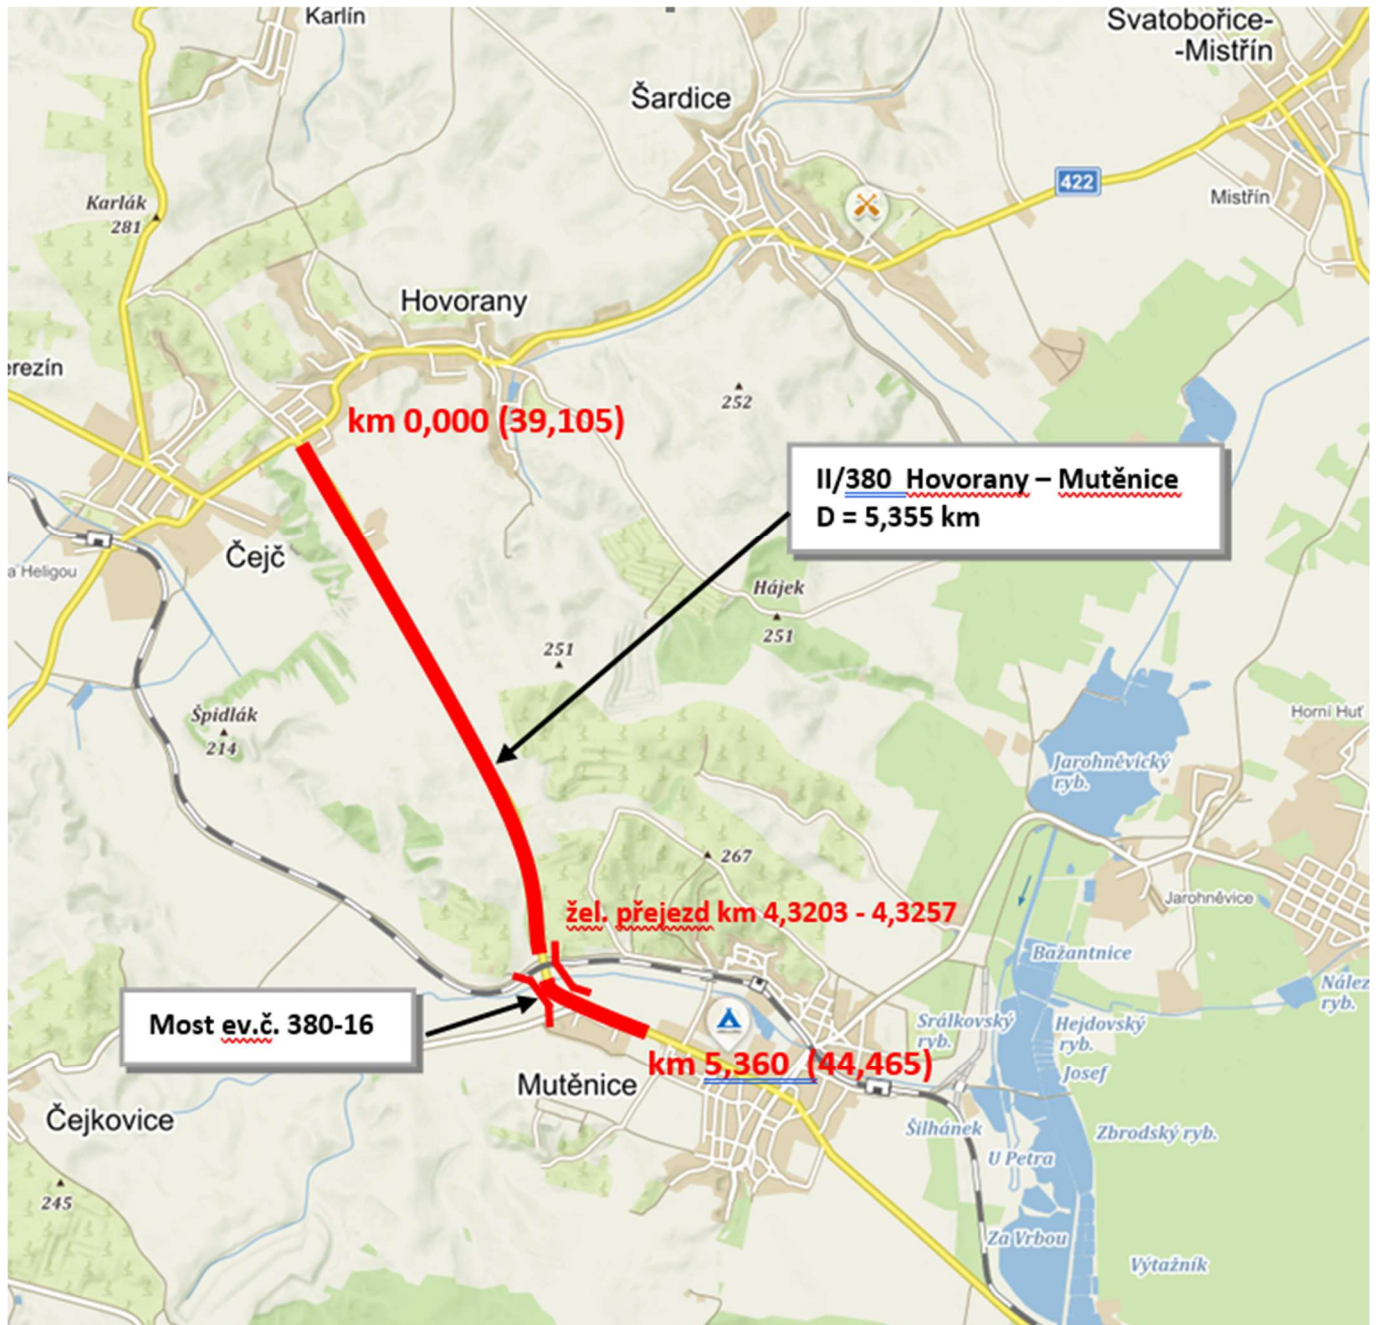 Karlín
Svatobořice-
-Mistřín
Šardice
422
Mistřín
Karlák
281
Hovorany
erezín
252
km 0,000 (39,105)
II/380 Hovorany – Mutěnice
D = 5,355 km
Čejč
a Heligou
Hájek
251
251
Špidlák
214
Horní Huť
Jarohněvický
ryb.
267
Jarohněvice
žel. přejezd km 4,3203 - 4,3257
Bažantnice
Nálež
ryb.
Most ev.č. 380-16
Srálkovský
ryb.
Hejdovský
ryb.
Josef
km 5,360 (44,465)
Mutěnice
Čejkovice
Šilhánek
Zbrodský ryb.
U Petra
245
Za Vrbou
Výtažník